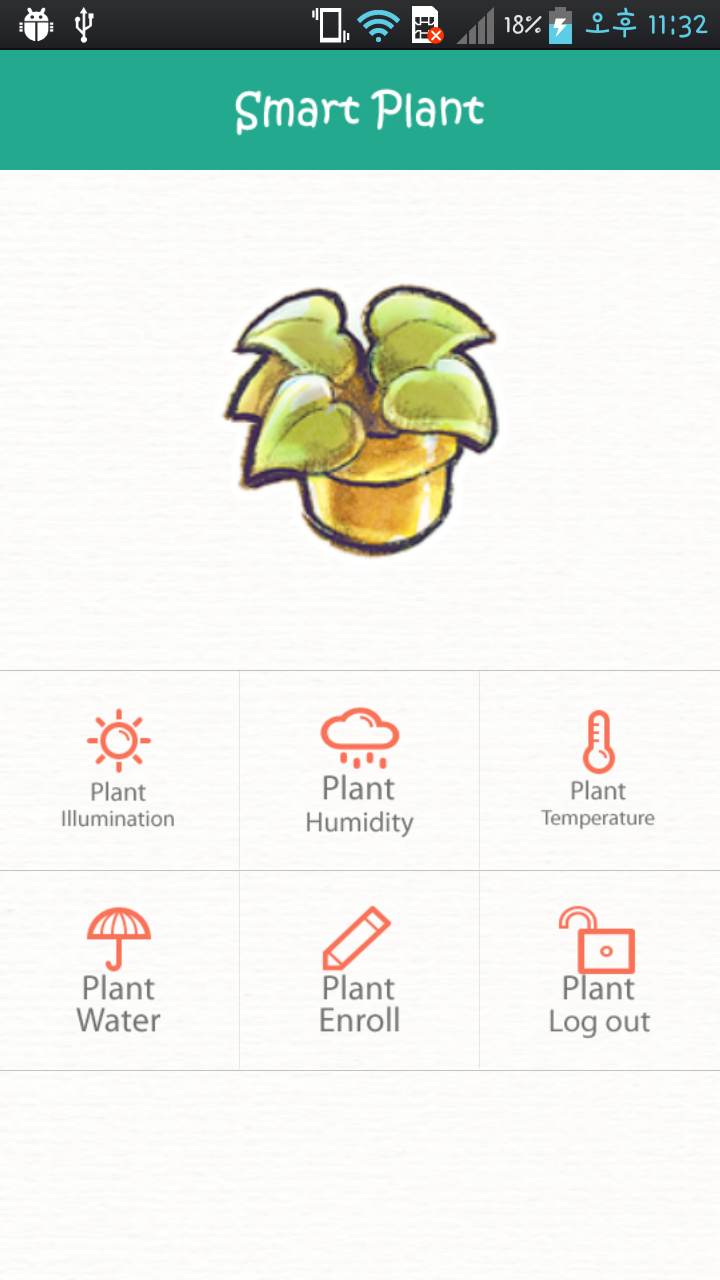 18% 오후 11:32
Smart Plant
Plant
Illumination
Plant
Humidity
Plant
Temperature
Plant
Water
Plant
Enroll
Plant
Log out